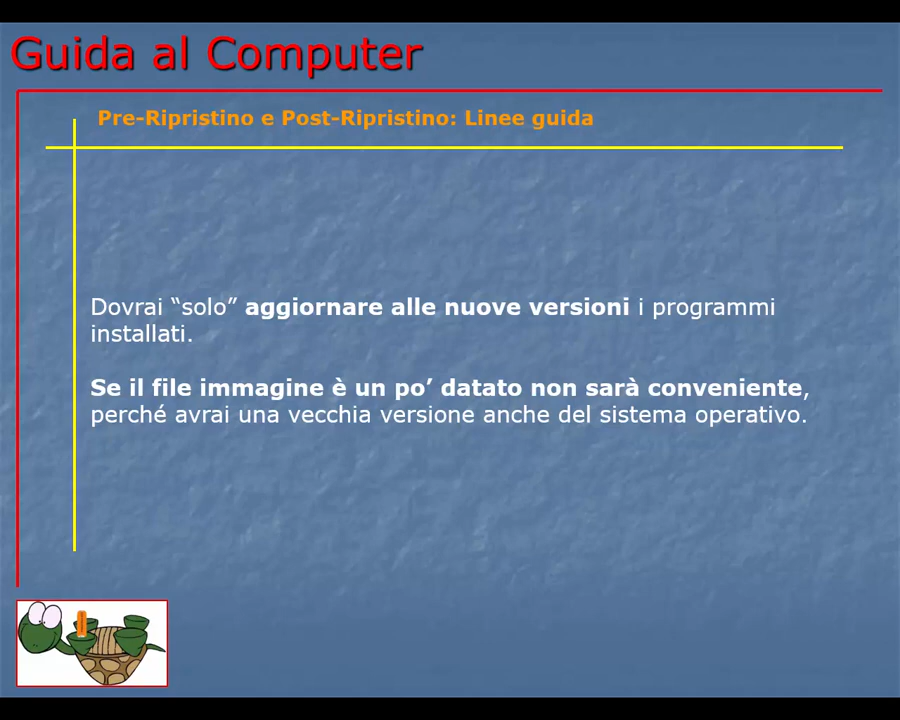 Guida al Computer
Pre-Ripristino e Post-Ripristino: Linee guida
Dovrai “solo” aggiornare alle nuove versioni i programmi
installati.
Se il file immagine è un po’ datato non sarà conveniente,
perché avrai una vecchia versione anche del sistema operativo.